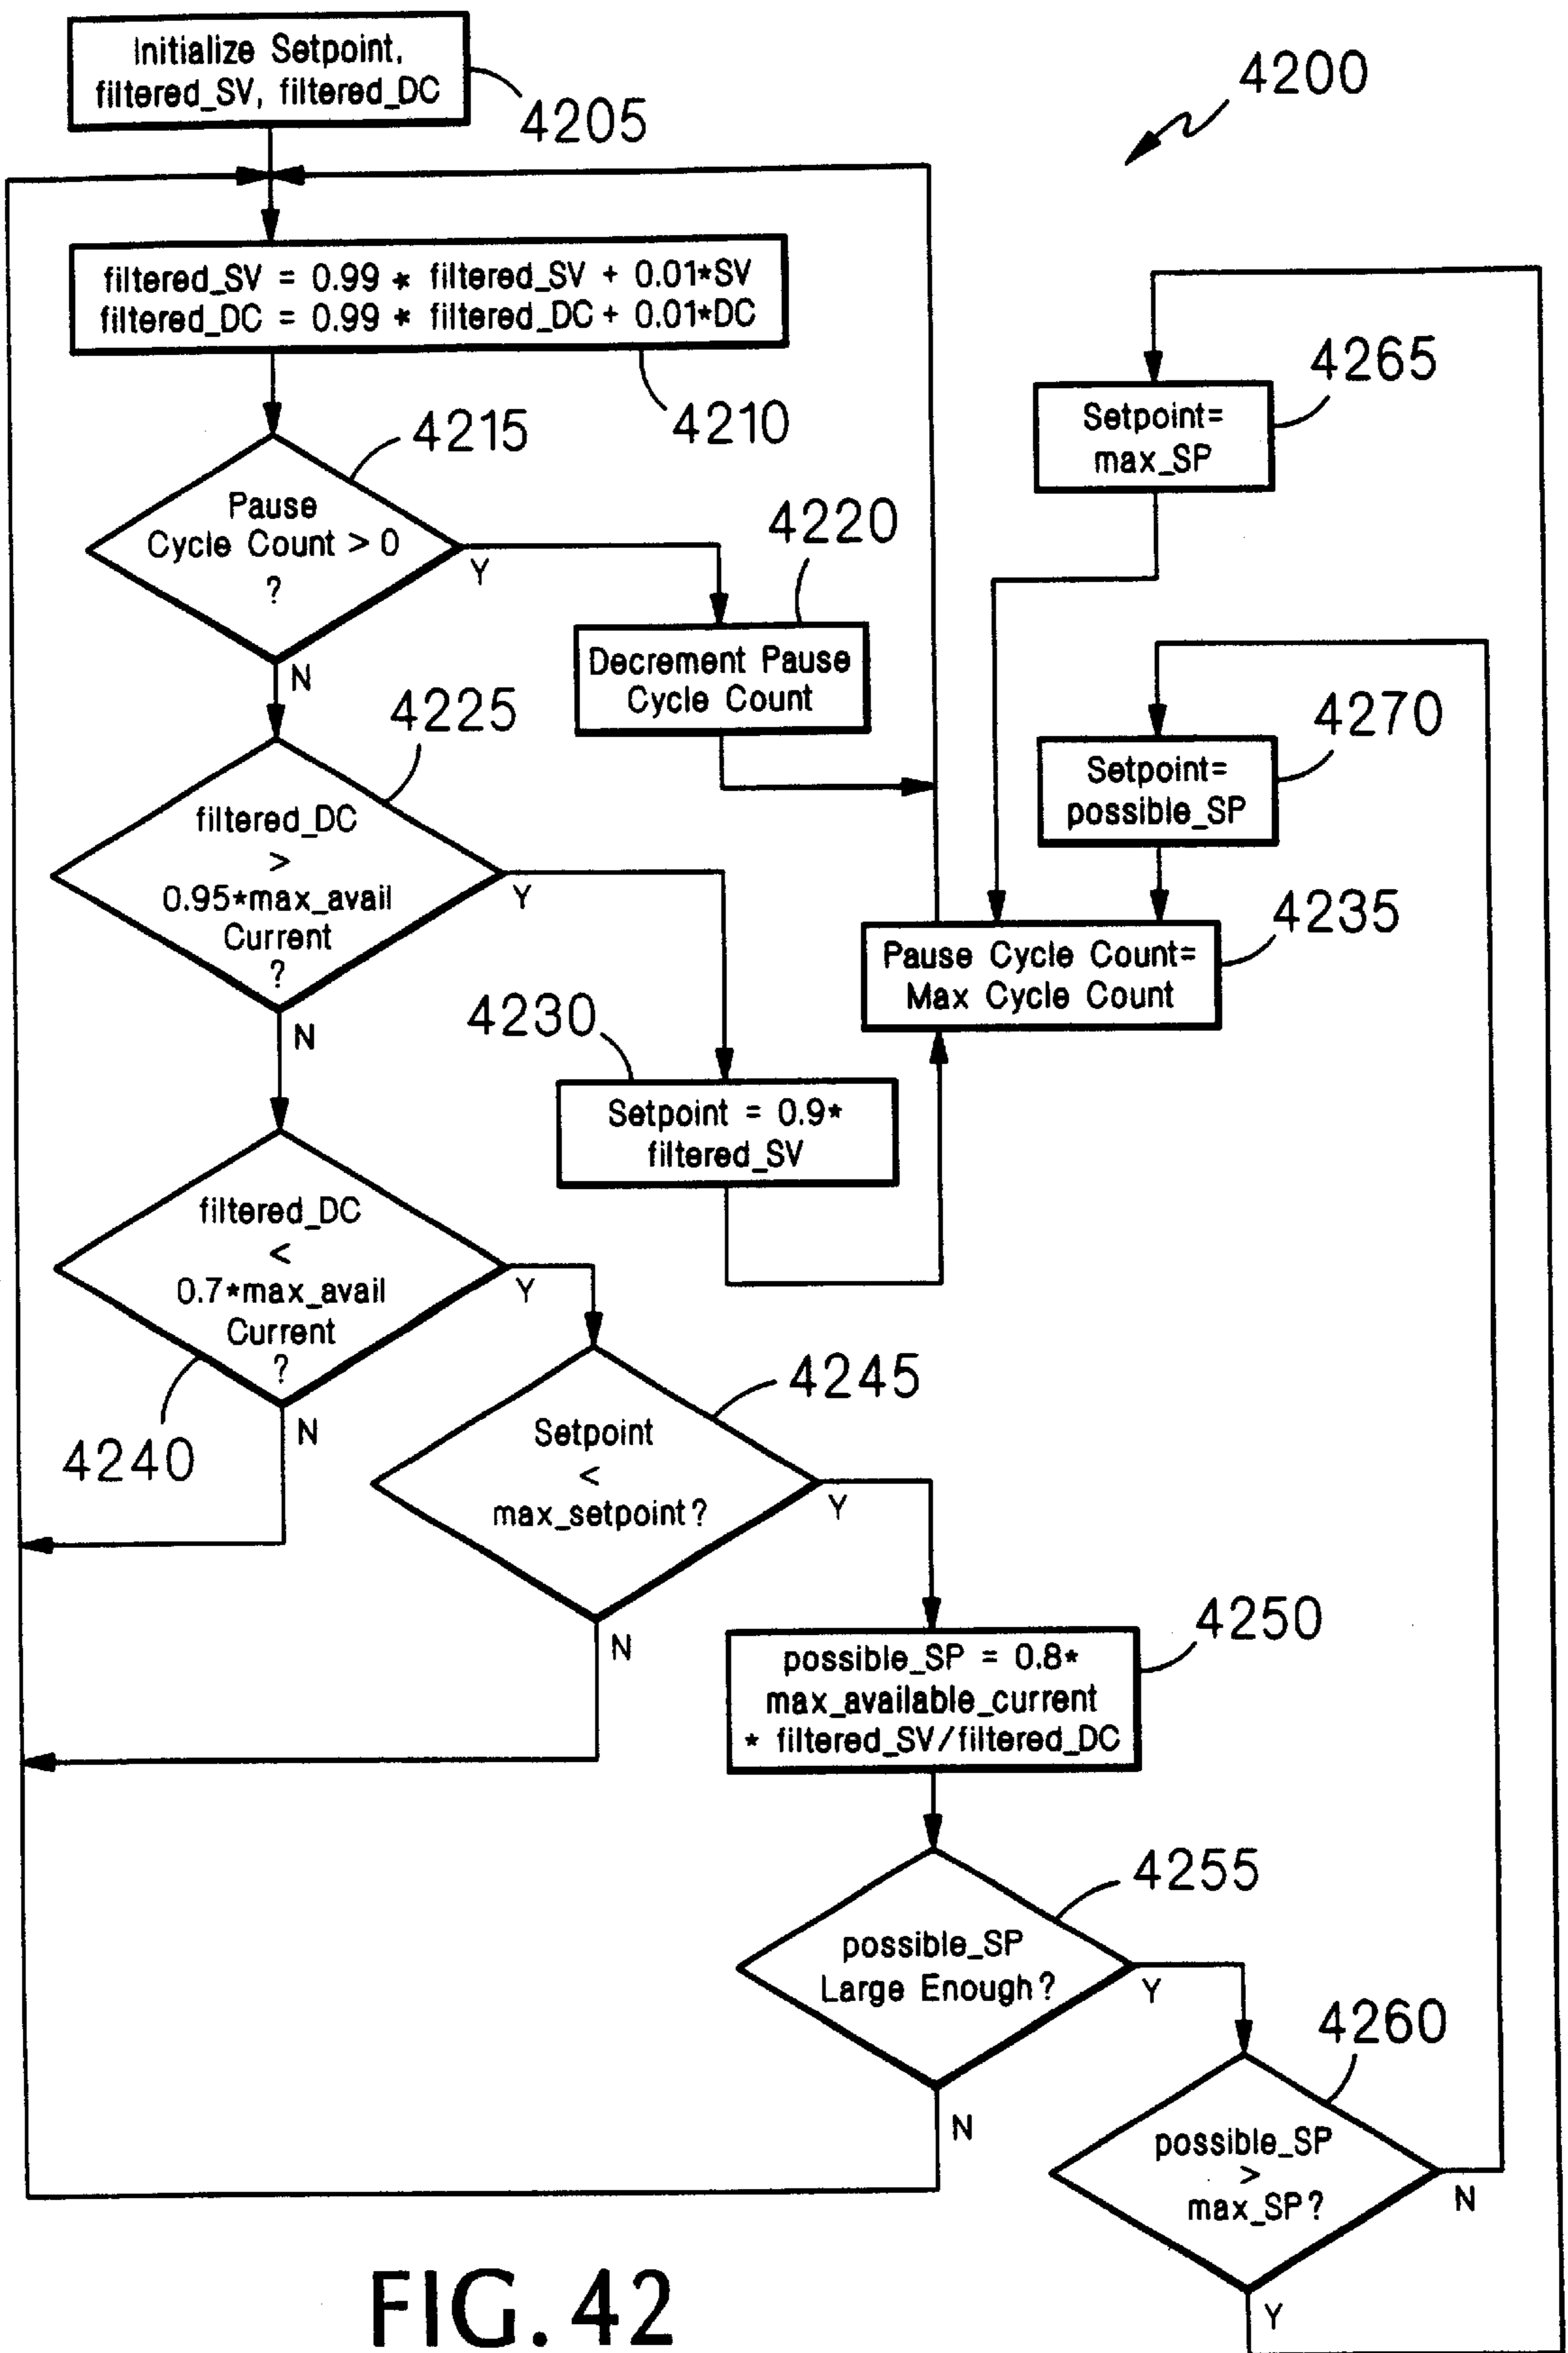 Initialize Setpoint,
filtered_SV, filtered_DC
4205
4200
filtered_SV = 0.99 * filtered_SV + 0.01*SV
filtered_DC = 0.99 * filtered_DC + 0.01*DC
4210
4215
Pause
Cycle Count > 0
?
Y
N
4220
Decrement Pause
Cycle Count
4265
Setpoint=
max_SP
4270
Setpoint=
possible_SP
4225
filtered_DC
>
0.95*max_avail
Current
?
Y
N
4235
Pause Cycle Count=
Max Cycle Count
4230
Setpoint = 0.9*
filtered_SV
filtered_DC
<
0.7*max_avail
Current
?
Y
N
4240
4245
Setpoint
<
max_setpoint?
Y
N
4250
possible_SP = 0.8*
max_available_current
* filtered_SV/filtered_DC
4255
possible_SP
Large Enough?
Y
N
4260
possible_SP
>
max_SP?
N
Y
FIG. 42